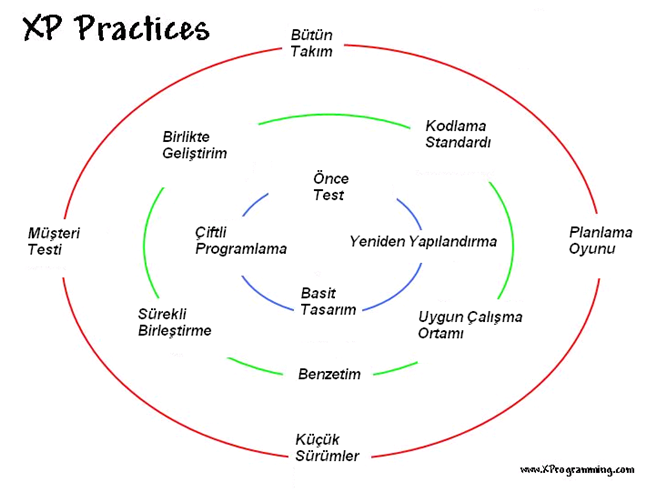 XP Practices
Bütün
Takım
Birlikte
Geliştirim
Kodlama
Standardı
Önce
Test
Müşteri
Testi
Çiftli
Programlama
Yeniden Yapılandırma
Planlama
Oyunu
Basit
Tasarım
Sürekli
Birleştirme
Uygun Çalışma
Ortamı
Benzetim
Küçük
Sürümler
www.XProgramming.com